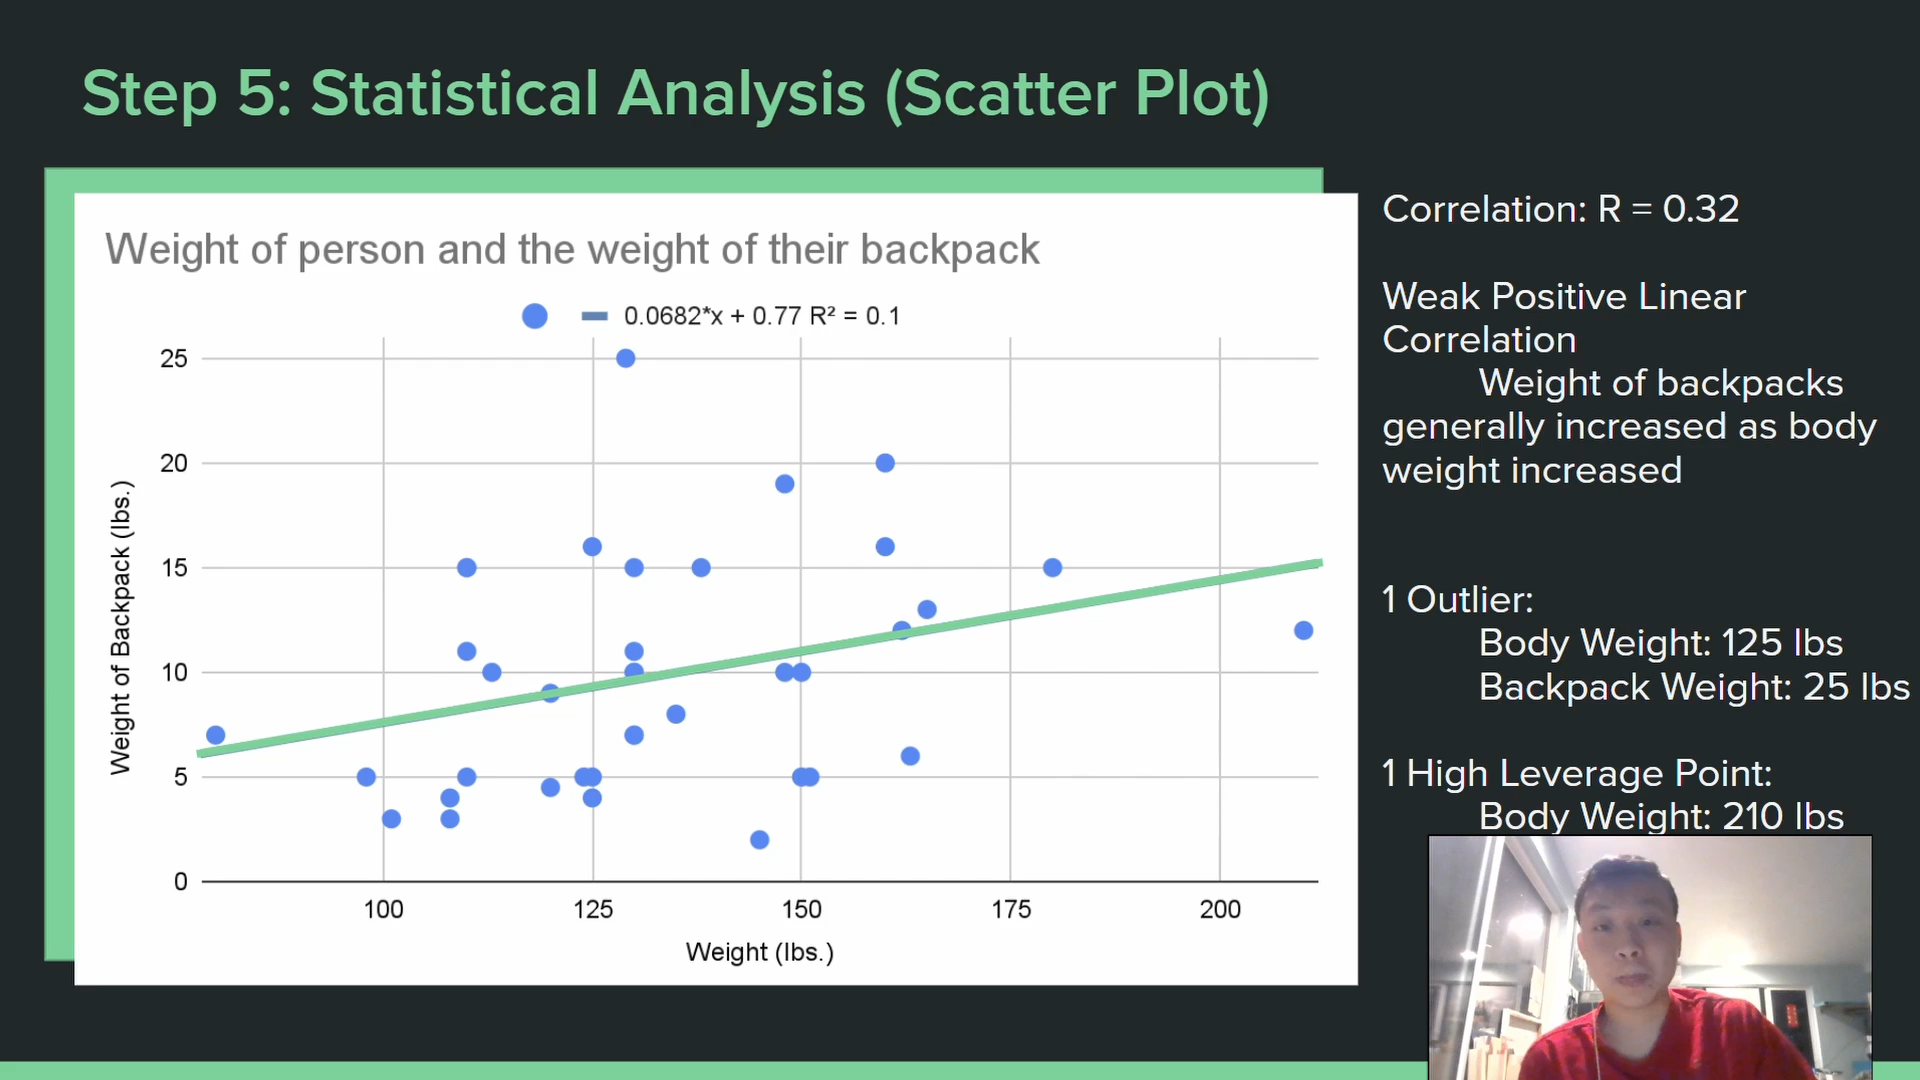 Step 5: Statistical Analysis (Scatter Plot)
Weight of person and the weight of their backpack
0.0682*x + 0.77 R² = 0.1
25
20
15
10
5
0
Weight of Backpack (lbs.)
100
125
150
175
200
Weight (lbs.)
Correlation: R = 0.32
Weak Positive Linear
Correlation
Weight of backpacks
generally increased as body
weight increased
1 Outlier:
Body Weight: 125 lbs
Backpack Weight: 25 lbs
1 High Leverage Point:
Body Weight: 210 lbs